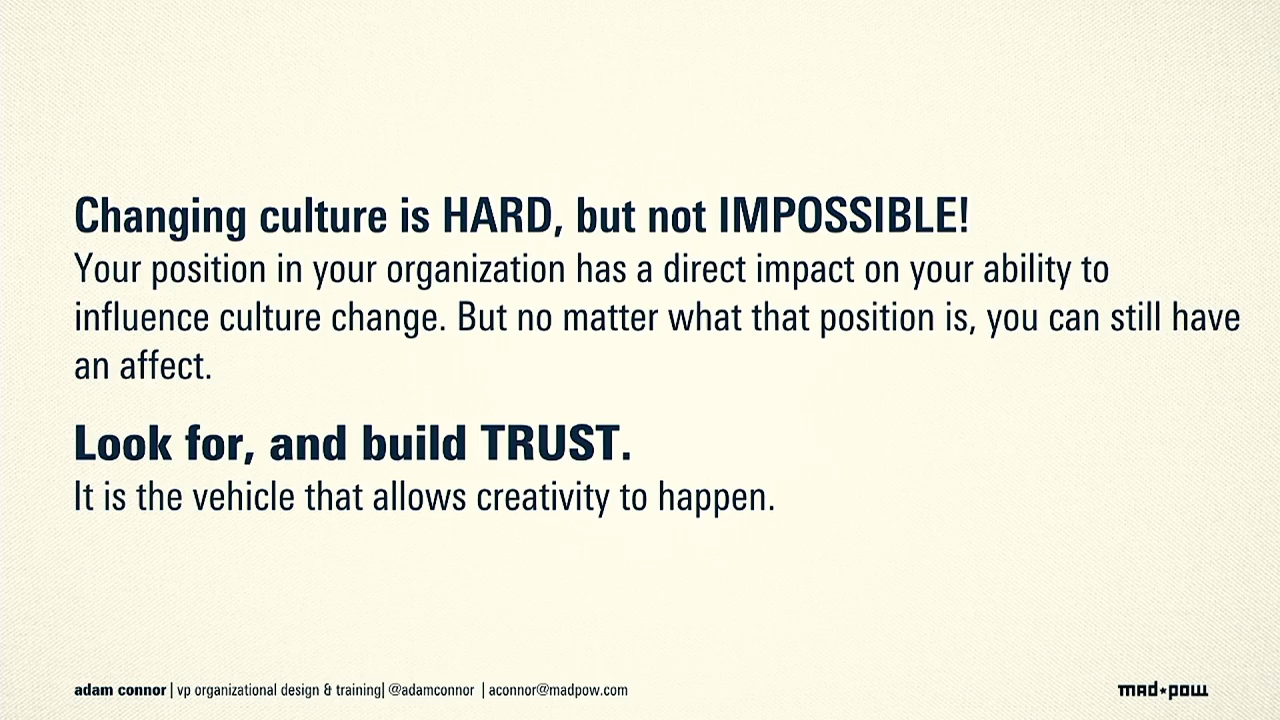 Changing culture is HARD, but not IMPOSSIBLE!
Your position in your organization has a direct impact on your ability to
influence culture change. But no matter what that position is, you can still have
an affect.
Look for, and build TRUST.
It is the vehicle that allows creativity to happen.
adam connor | vp organizational design & training| @adamconnor | aconnor@madpow.com
mad*pow